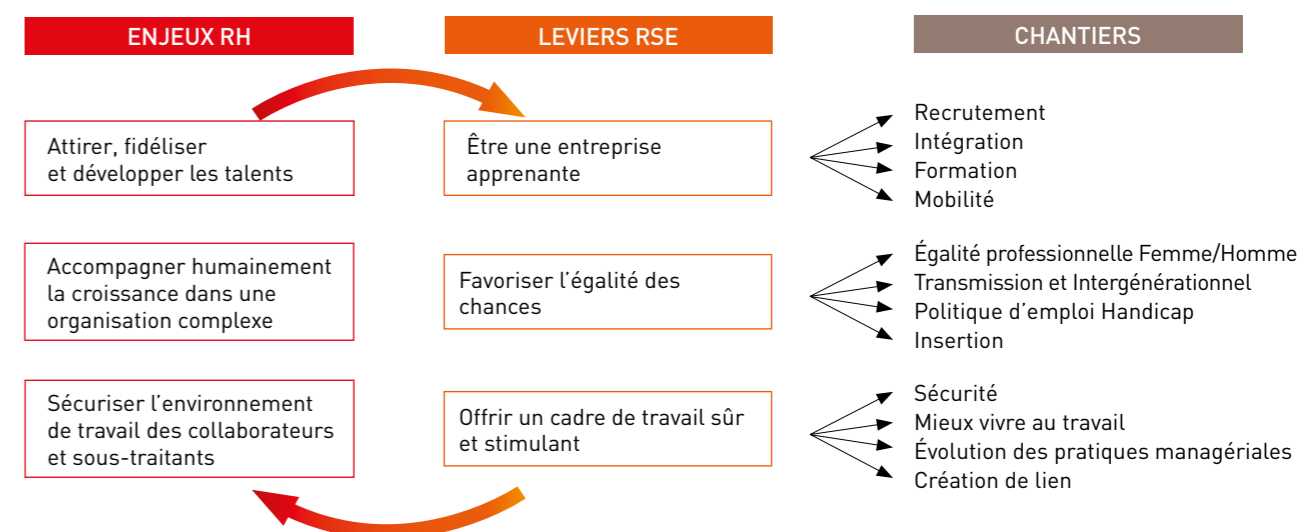 ENJEUX RH
LEVIERS RSE
CHANTIERS
Attirer, fidéliser
et développer les talents
Être une entreprise
apprenante
Recrutement
Intégration
Formation
Mobilité
Accompagner humainement
la croissance dans une
organisation complexe
Favoriser l’égalité des
chances
Égalité professionnelle Femme/Homme
Transmission et Intergénérationnel
Politique d’emploi Handicap
Insertion
Sécuriser l’environnement
de travail des collaborateurs
et sous-traitants
Offrir un cadre de travail sûr
et stimulant
Sécurité
Mieux vivre au travail
Évolution des pratiques managériales
Création de lien